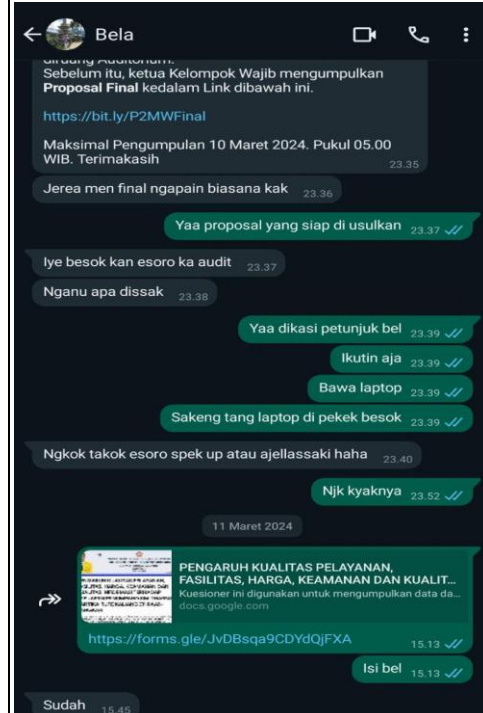 Bela
diruang Auditorium.
Sebelum itu, ketua Kelompok Wajib mengumpulkan
Proposal Final kedalam Link dibawah ini.
https://bit.ly/P2MWFinal
Maksimal Pengumpulan 10 Maret 2024. Pukul 05.00
WIB. Terimakasih
23.35
Jerea men final ngapain biasana kak 23.36
Yaa proposal yang siap di usulkan 23.37
Iye besok kan esoro ka audit 23.37
Nganu apa dissak 23.38
Yaa dikasi petunjuk bel 23.39
Ikutin aja 23.39
Bawa laptop 23.39
Sakeng tang laptop di pekek besok 23.39
Ngkok takok esoro spek up atau ajellassaki haha 23.40
Njk kyaknya 23.52
11 Maret 2024
PENGARUH KUALITAS PELAYANAN,
FASILITAS, HARGA, KEAMANAN DAN KUALIT...
Kuesioner ini digunakan untuk mengumpulkan data da...
docs.google.com
https://forms.gle/JvDBsqa9CDYdQjFXA 15.13
Isi bel 15.13
Sudah 15.45